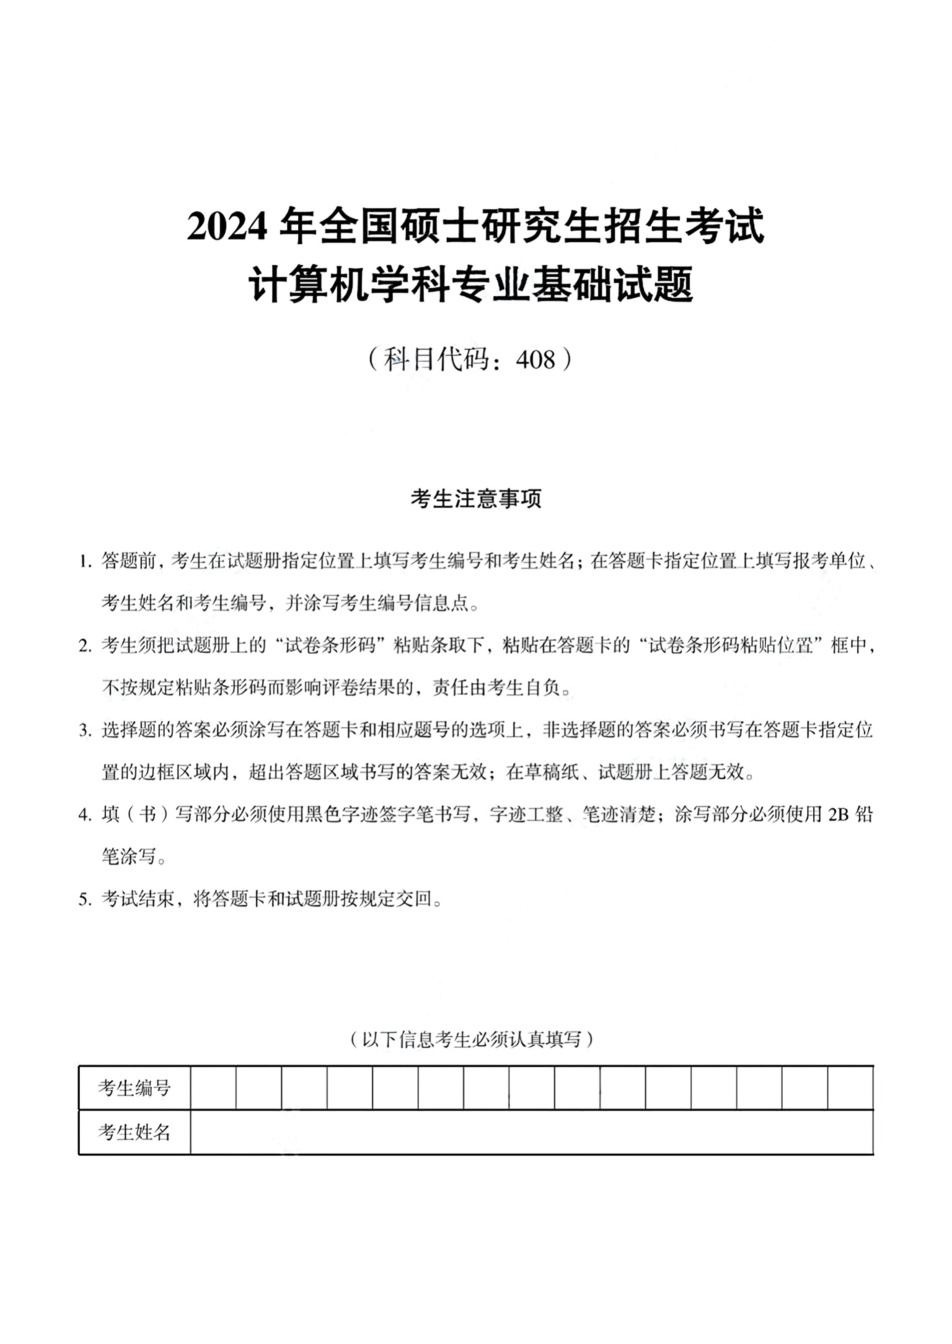 2024 年全国硕士研究生招生考试
计算机学科专业基础试题
（科目代码：408）
考生注意事项
1. 答题前，考生在试题册指定位置上填写考生编号和考生姓名；在答题卡指定位置上填写报考单位、
考生姓名和考生编号，并涂写考生编号信息点。
2. 考生须把试题册上的“试卷条形码”粘贴条取下，粘贴在答题卡的“试卷条形码粘贴位置”框中，
不按规定粘贴条形码而影响评卷结果的，责任由考生自负。
3. 选择题的答案必须涂写在答题卡和相应题号的选项上，非选择题的答案必须书写在答题卡指定位
置的边框区域内，超出答题区域书写的答案无效；在草稿纸、试题册上答题无效。
4. 填（书）写部分必须使用黑色字迹签字笔书写，字迹工整、笔迹清楚；涂写部分必须使用 2B 铅
笔涂写。
5. 考试结束，将答题卡和试题册按规定交回。
（以下信息考生必须认真填写）
考生编号
考生姓名